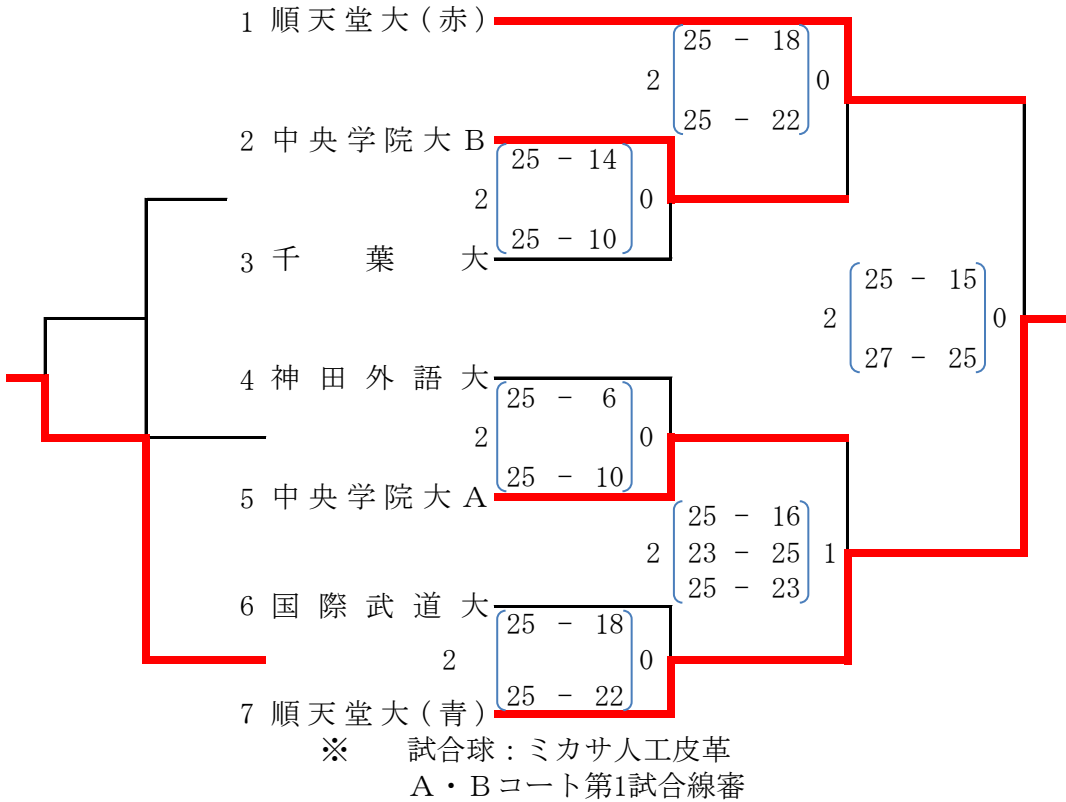 1 順天堂大(赤)
25 － 18
2 0
25 － 22
2 中央学院大B
25 － 14
2 0
25 － 10
3 千葉大
25 － 15
2 0
27 － 25
4 神田外語大
25 － 6
2 0
25 － 10
5 中央学院大A
25 － 16
2 23 － 25 1
25 － 23
6 国際武道大
25 － 18
2 0
25 － 22
7 順天堂大(青)
※ 試合球：ミカサ人工皮革
A・Bコート第1試合線審